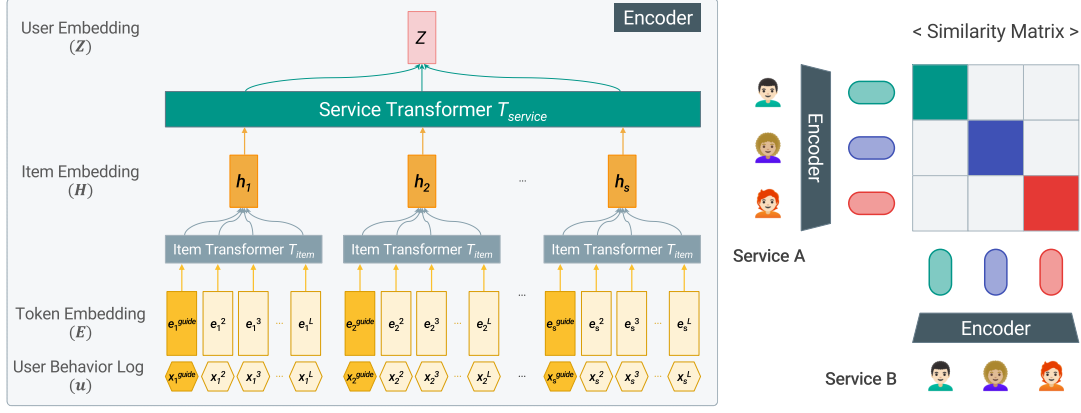 User Embedding
(Z)
Z
Encoder
Service Transformer T_service
Item Embedding
(H)
h_1 h_2 ... h_s
Item Transformer T_item Item Transformer T_item Item Transformer T_item
Token Embedding
(E)
e_1^guide e_1^2 e_1^3 ... e_1^L e_2^guide e_2^2 e_2^3 ... e_2^L ... e_s^guide e_s^2 e_s^3 ... e_s^L
User Behavior Log
(u)
x_1^guide x_1^2 x_1^3 ... x_1^L x_2^guide x_2^2 x_2^3 ... x_2^L ... x_s^guide x_s^2 x_s^3 ... x_s^L
< Similarity Matrix >
Encoder
Service A
Encoder
Service B